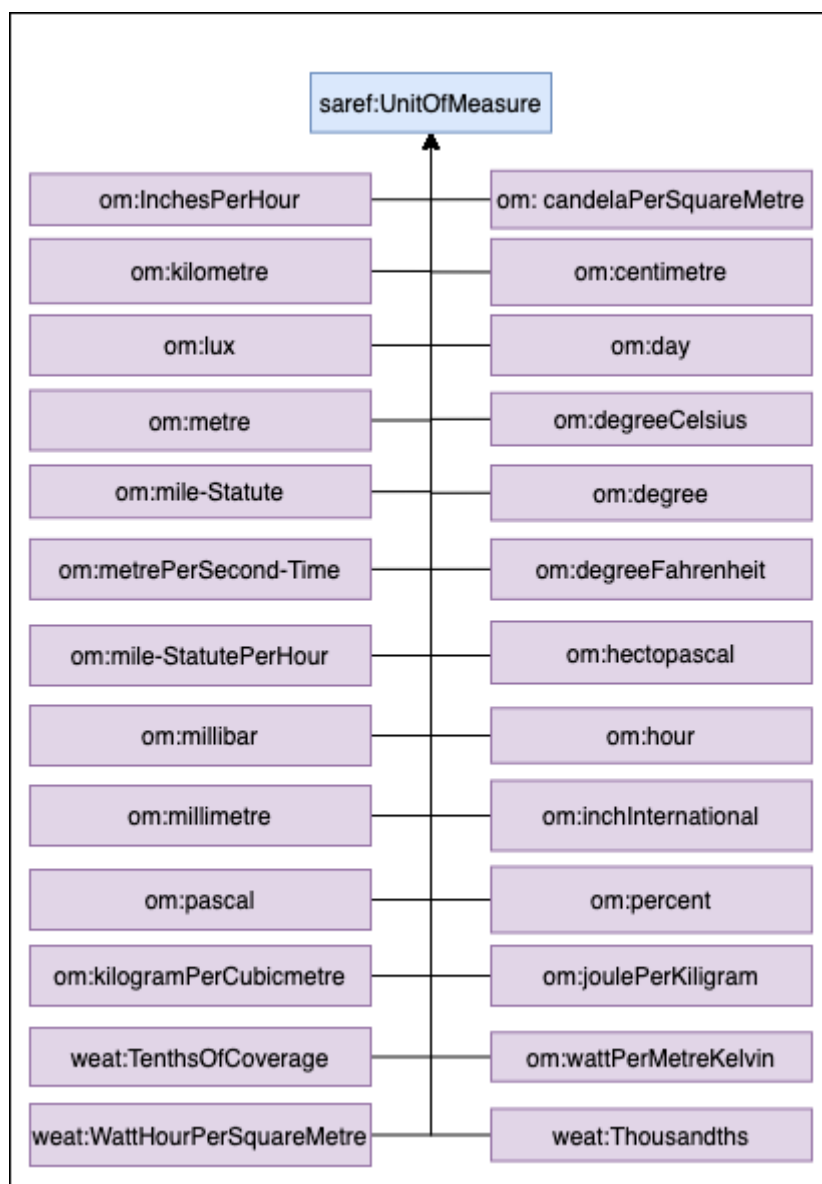 saref:UnitOfMeasure
om:InchesPerHour
om: candelaPerSquareMetre
om:kilometre
om:centimetre
om:lux
om:day
om:metre
om:degreeCelsius
om:mile-Statute
om:degree
om:metrePerSecond-Time
om:degreeFahrenheit
om:mile-StatutePerHour
om:hectopascal
om:millibar
om:hour
om:millimetre
om:inchInternational
om:pascal
om:percent
om:kilogramPerCubicmetre
om:joulePerKiligram
weat:TenthsOfCoverage
om:wattPerMetreKelvin
weat:WattHourPerSquareMetre
weat:Thousandths